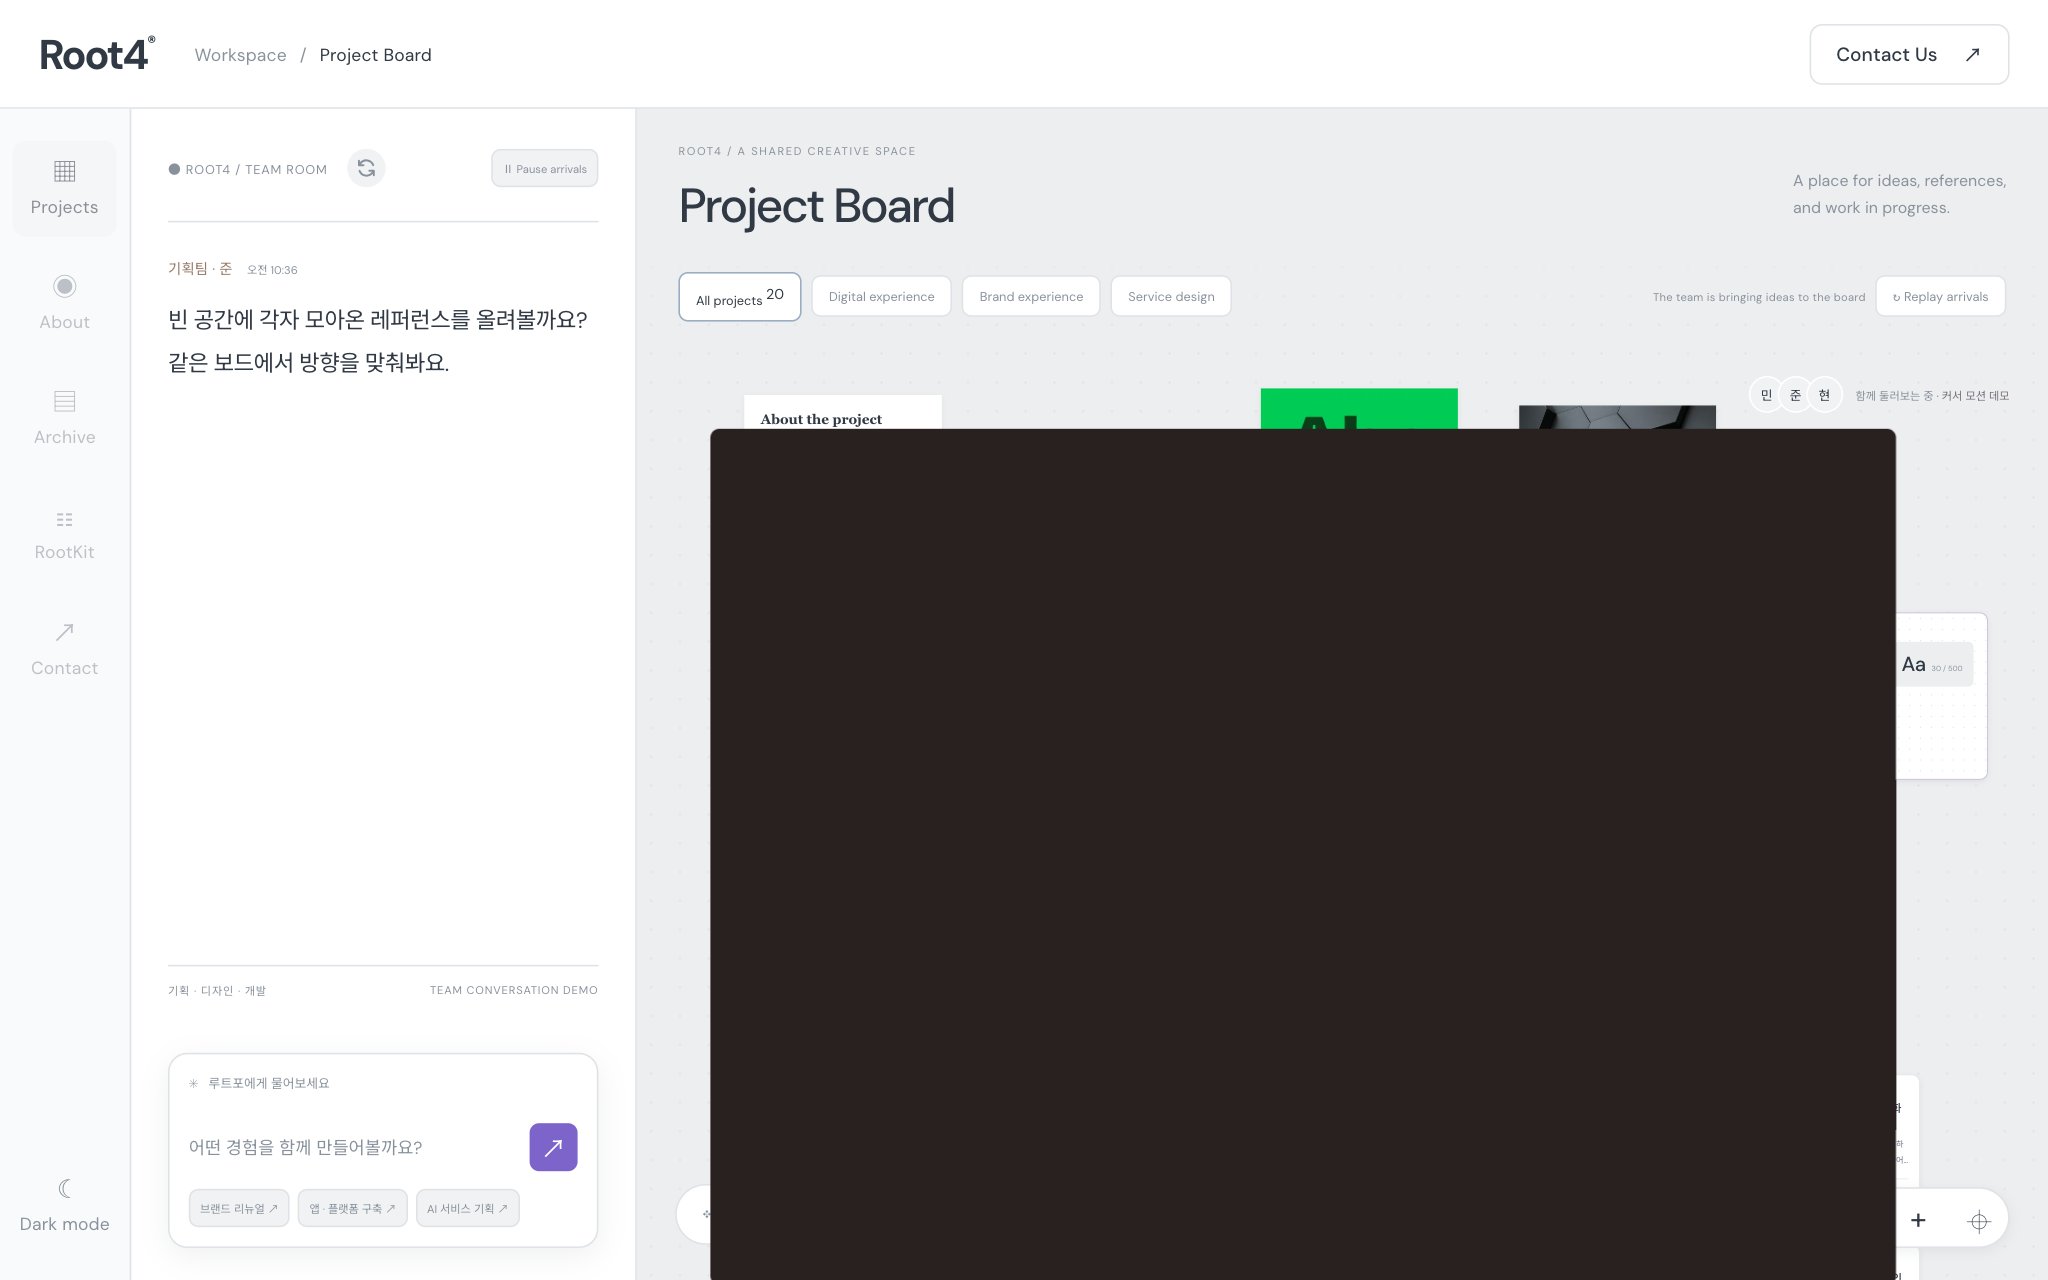 Root4®
Workspace / Project Board
Contact Us ↗
Projects
About
Archive
RootKit
Contact
Dark mode
ROOT4 / TEAM ROOM
Pause arrivals
기획팀 · 준 오전 10:36
빈 공간에 각자 모아온 레퍼런스를 올려볼까요?
같은 보드에서 방향을 맞춰봐요.
기획 · 디자인 · 개발
TEAM CONVERSATION DEMO
루트포에게 물어보세요
어떤 경험을 함께 만들어볼까요?
브랜드 리뉴얼 ↗
앱 · 플랫폼 구축 ↗
AI 서비스 기획 ↗
ROOT4 / A SHARED CREATIVE SPACE
Project Board
A place for ideas, references,
and work in progress.
All projects 20
Digital experience
Brand experience
Service design
The team is bringing ideas to the board
↻ Replay arrivals
민 준 현 함께 둘러보는 중 · 커서 모션 데모
About the project
Aa 30 / 500